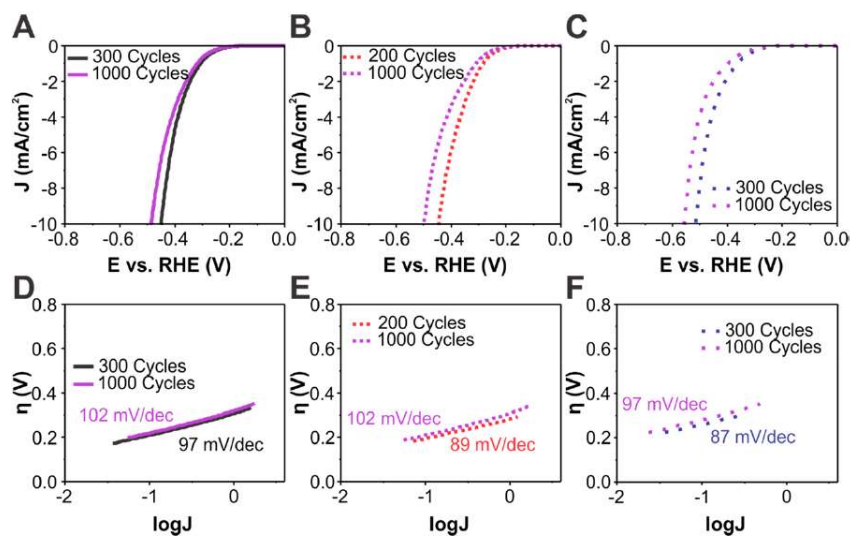 A
J (mA/cm²)
0
-2
-4
-6
-8
-10
300 Cycles
1000 Cycles
-0.8 -0.6 -0.4 -0.2 0.0
E vs. RHE (V)
B
J (mA/cm²)
0
-2
-4
-6
-8
-10
200 Cycles
1000 Cycles
-0.8 -0.6 -0.4 -0.2 0.0
E vs. RHE (V)
C
J (mA/cm²)
0
-2
-4
-6
-8
-10
300 Cycles
1000 Cycles
-0.8 -0.6 -0.4 -0.2 0.0
E vs. RHE (V)
D
η (V)
0.8
0.6
0.4
0.2
0.0
300 Cycles
1000 Cycles
102 mV/dec
97 mV/dec
-2 -1 0
logJ
E
η (V)
0.8
0.6
0.4
0.2
0.0
200 Cycles
1000 Cycles
102 mV/dec
89 mV/dec
-2 -1 0
logJ
F
η (V)
0.8
0.6
0.4
0.2
0.0
300 Cycles
1000 Cycles
97 mV/dec
87 mV/dec
-2 -1 0
logJ